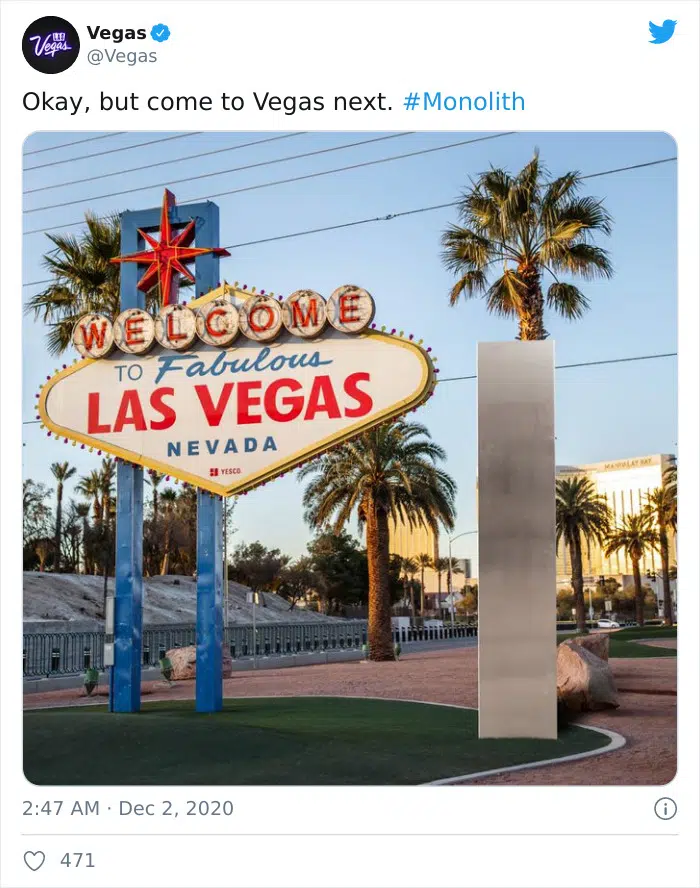 Vegas
@Vegas
Okay, but come to Vegas next. #Monolith
WELCOME
TO Fabulous
LAS VEGAS
NEVADA
YESCO.
MANDALAY BAY
2:47 AM · Dec 2, 2020
471